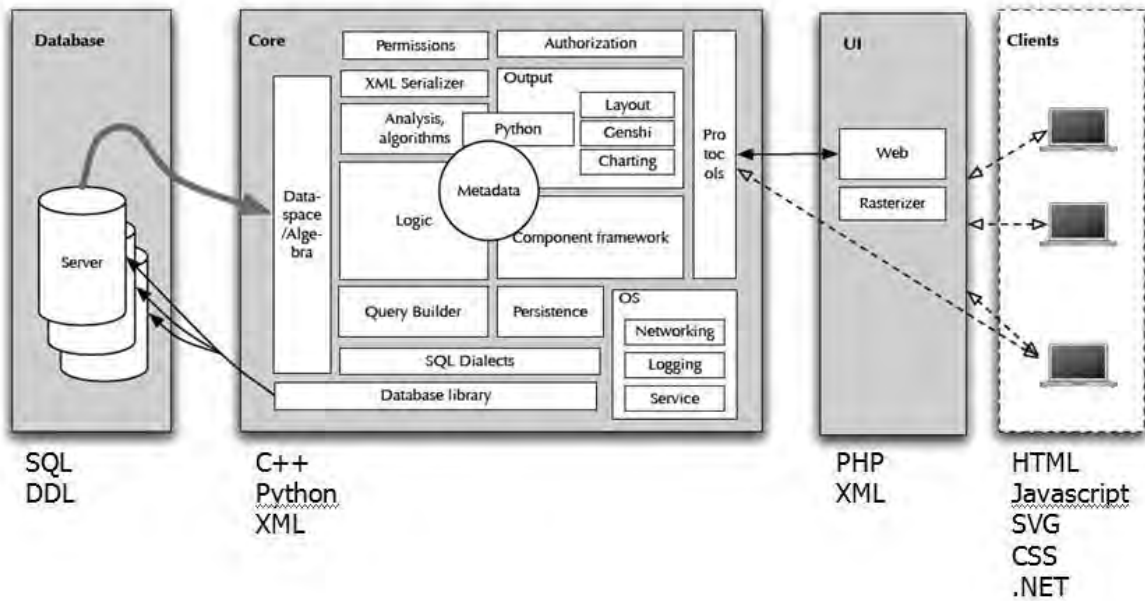 Database
Server
SQL
DDL
Core
Permissions
Authorization
XML Serializer
Output
Analysis,
algorithms
Python
Layout
Genshi
Charting
Metadata
Data-
space
/Alge-
bra
Logic
Component framework
Pro
toc
ols
Query Builder
Persistence
OS
Networking
Logging
Service
SQL Dialects
Database library
C++
Python
XML
UI
Web
Rasterizer
PHP
XML
Clients
HTML
Javascript
SVG
CSS
.NET